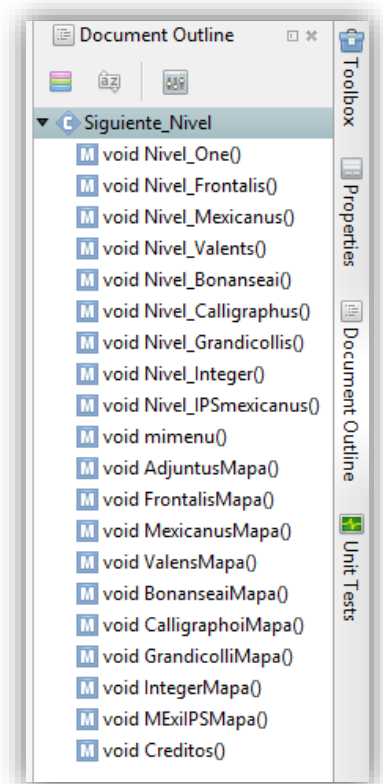 Document Outline
Siguiente_Nivel
void Nivel_One()
void Nivel_Frontalis()
void Nivel_Mexicanus()
void Nivel_Valents()
void Nivel_Bonanseai()
void Nivel_Calligraphus()
void Nivel_Grandicollis()
void Nivel_Integer()
void Nivel_IPSmexicanus()
void mimenu()
void AdjuntusMapa()
void FrontalisMapa()
void MexicanusMapa()
void ValensMapa()
void BonanseaiMapa()
void CalligraphoiMapa()
void GrandicolliMapa()
void IntegerMapa()
void MExilPSMapa()
void Creditos()
Toolbox
Properties
Document Outline
Unit Tests